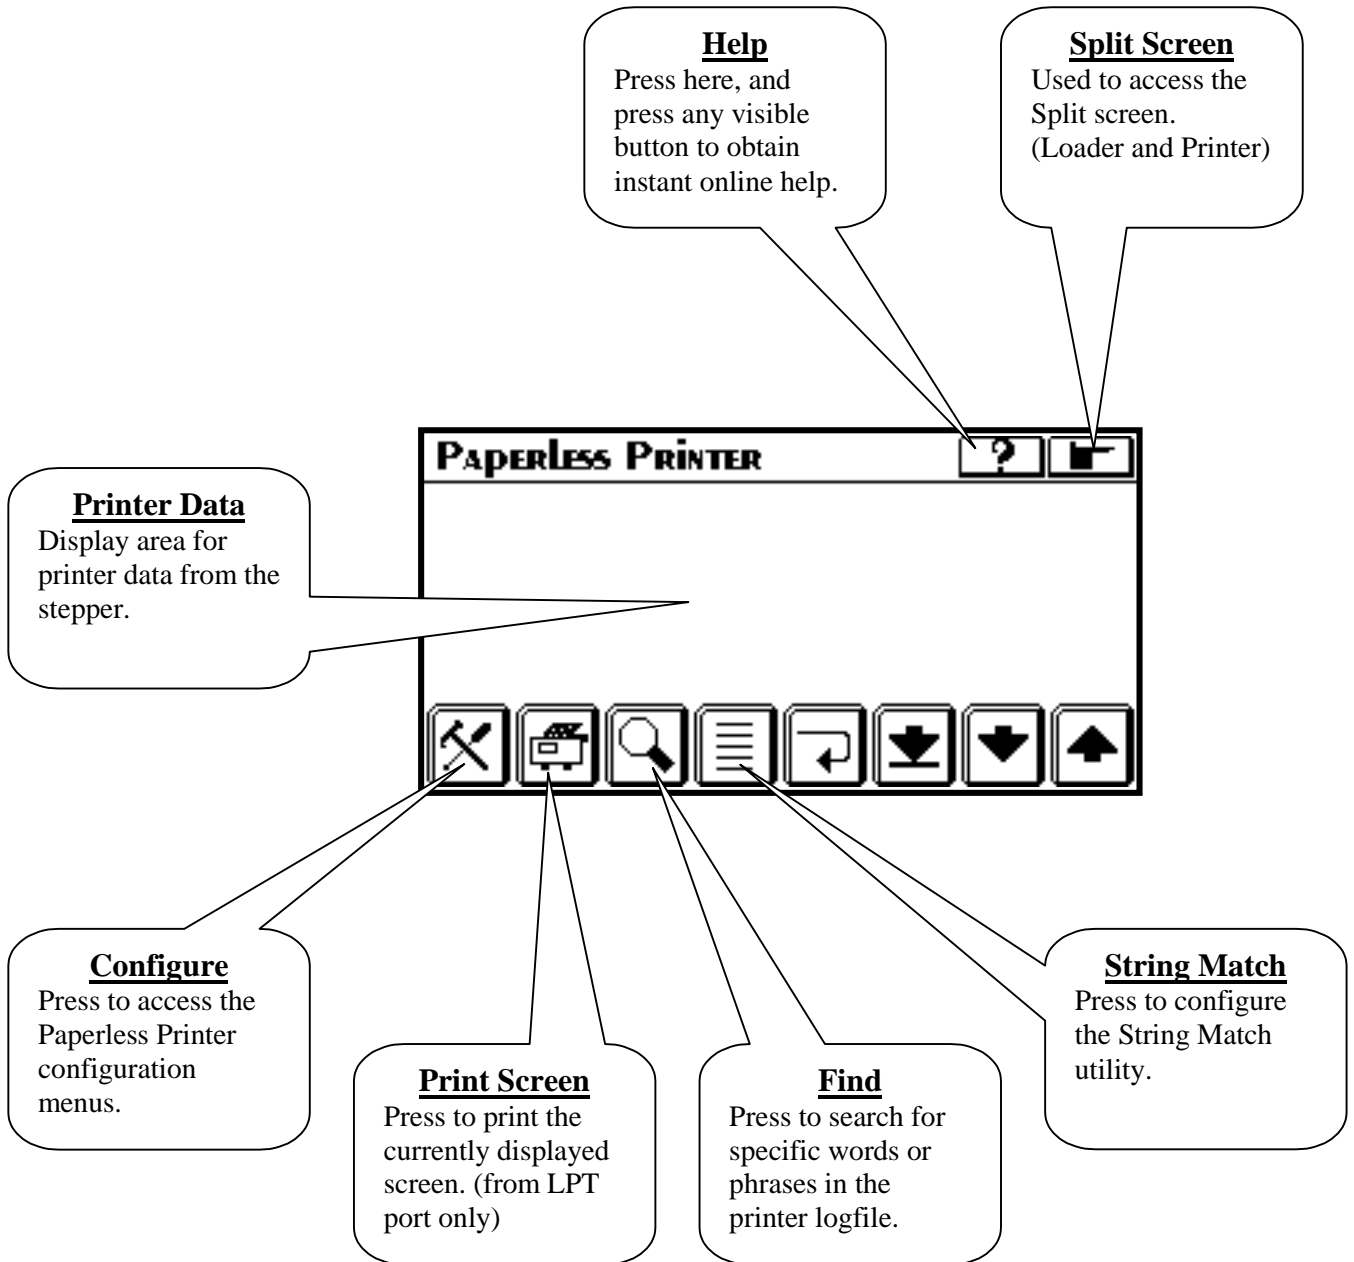 Help
Press here, and
press any visible
button to obtain
instant online help.
Split Screen
Used to access the
Split screen.
(Loader and Printer)
Paperless Printer
?
Printer Data
Display area for
printer data from the
stepper.
Configure
Press to access the
Paperless Printer
configuration
menus.
Print Screen
Press to print the
currently displayed
screen. (from LPT
port only)
Find
Press to search for
specific words or
phrases in the
printer logfile.
String Match
Press to configure
the String Match
utility.